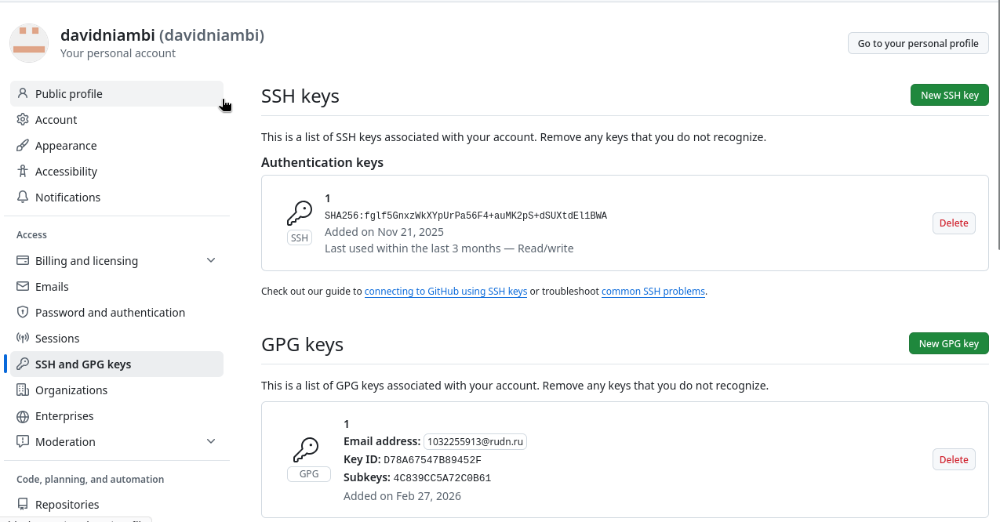 davidniambi (davidniambi)
Your personal account
Go to your personal profile
Public profile
Account
Appearance
Accessibility
Notifications
Access
Billing and licensing
Emails
Password and authentication
Sessions
SSH and GPG keys
Organizations
Enterprises
Moderation
Code, planning, and automation
Repositories
SSH keys
New SSH key
This is a list of SSH keys associated with your account. Remove any keys that you do not recognize.
Authentication keys
1
SHA256:fglf5GnxzWkXYpUrPa56F4+auMK2pS+dSUXtdEl1BWA
SSH
Added on Nov 21, 2025
Last used within the last 3 months — Read/write
Delete
Check out our guide to connecting to GitHub using SSH keys or troubleshoot common SSH problems.
GPG keys
New GPG key
This is a list of GPG keys associated with your account. Remove any keys that you do not recognize.
1
Email address: 1032255913@rudn.ru
Key ID: D78A67547B89452F
GPG
Subkeys: 4C839CC5A72C0B61
Added on Feb 27, 2026
Delete